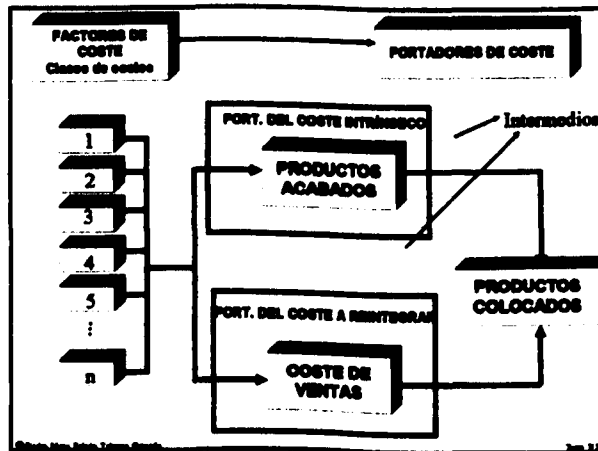 FACTORES DE
COSTE
Clases de costes
PORTADORES DE COSTE
PORT. DEL COSTE INTRÍNSECO
Intermedios
1
PRODUCTOS
ACABADOS
2
3
4
5
PRODUCTOS
COLOCADOS
⋮
PORT. DEL COSTE A REINTEGRAR
n
COSTE DE
VENTAS